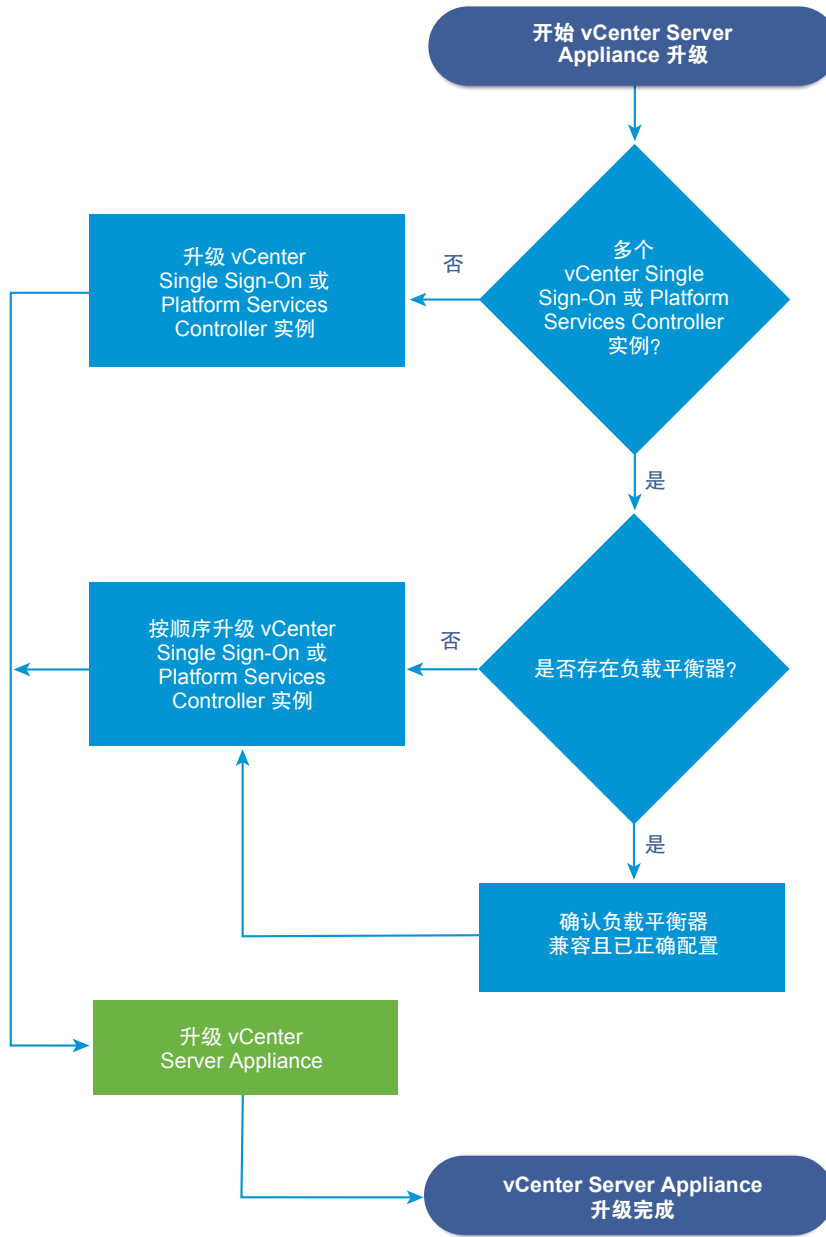 开始 vCenter Server
Appliance 升级
多个
vCenter Single
Sign-On 或 Platform
Services Controller
实例?
否
升级 vCenter
Single Sign-On 或
Platform Services
Controller 实例
是
是否存在负载平衡器?
否
按顺序升级 vCenter
Single Sign-On 或
Platform Services
Controller 实例
是
确认负载平衡器
兼容且已正确配置
升级 vCenter
Server Appliance
vCenter Server Appliance
升级完成